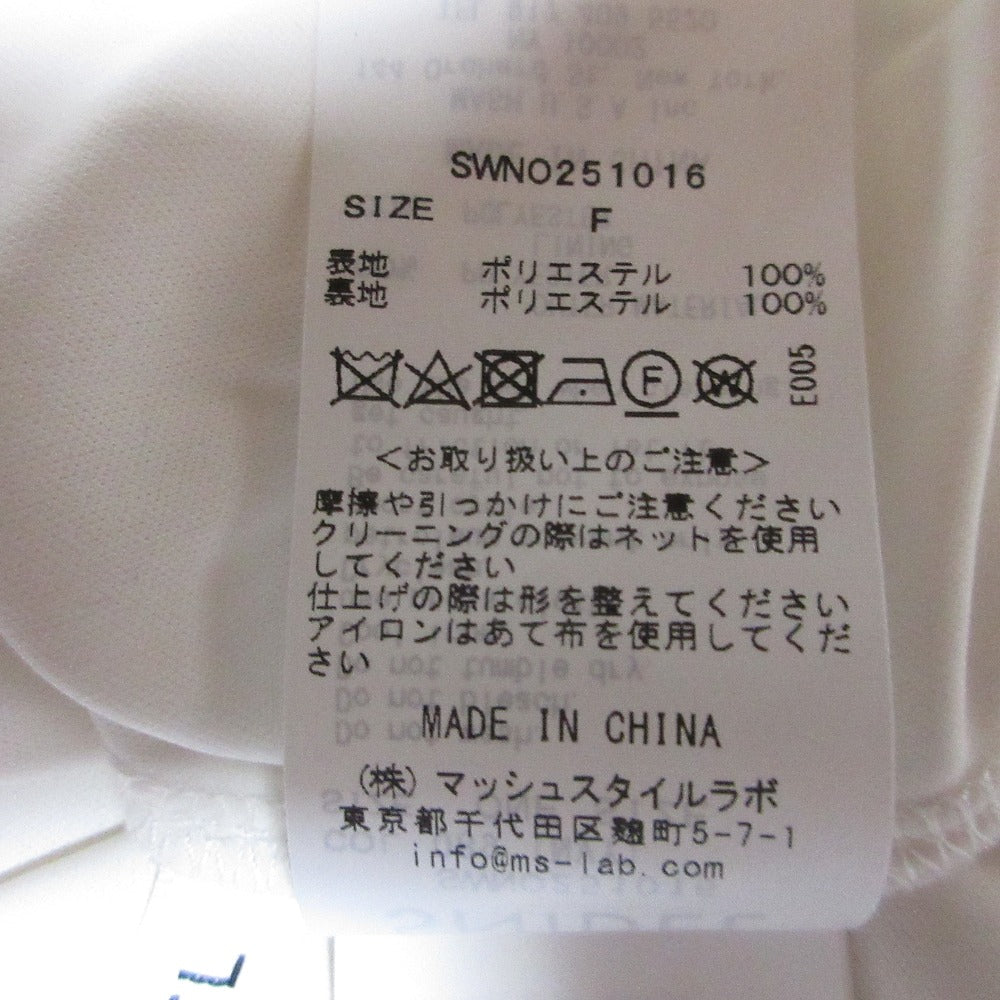 SWNO251016
SIZE F
表地 ポリエステル 100%
裏地 ポリエステル 100%
F W E005
<お取り扱い上のご注意>
摩擦や引っかけにご注意ください
クリーニングの際はネットを使用
してください
仕上げの際は形を整えてください
アイロンはあて布を使用してくだ
さい
MADE IN CHINA
(株) マッシュスタイルラボ
東京都千代田区麹町5-7-1
info@ms-lab.com